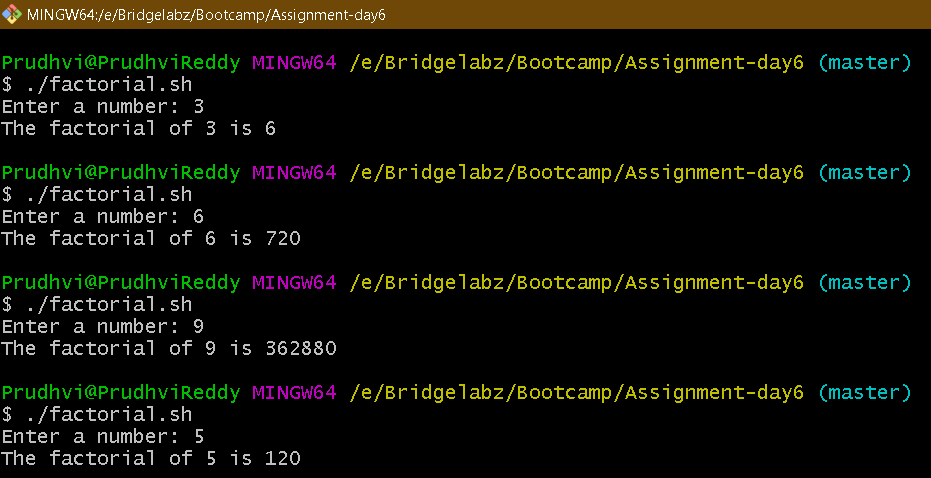 MINGW64:/e/Bridgelabz/Bootcamp/Assignment-day6
Prudhvi@PrudhviReddy MINGW64 /e/Bridgelabz/Bootcamp/Assignment-day6 (master)
$ ./factorial.sh
Enter a number: 3
The factorial of 3 is 6
Prudhvi@PrudhviReddy MINGW64 /e/Bridgelabz/Bootcamp/Assignment-day6 (master)
$ ./factorial.sh
Enter a number: 6
The factorial of 6 is 720
Prudhvi@PrudhviReddy MINGW64 /e/Bridgelabz/Bootcamp/Assignment-day6 (master)
$ ./factorial.sh
Enter a number: 9
The factorial of 9 is 362880
Prudhvi@PrudhviReddy MINGW64 /e/Bridgelabz/Bootcamp/Assignment-day6 (master)
$ ./factorial.sh
Enter a number: 5
The factorial of 5 is 120